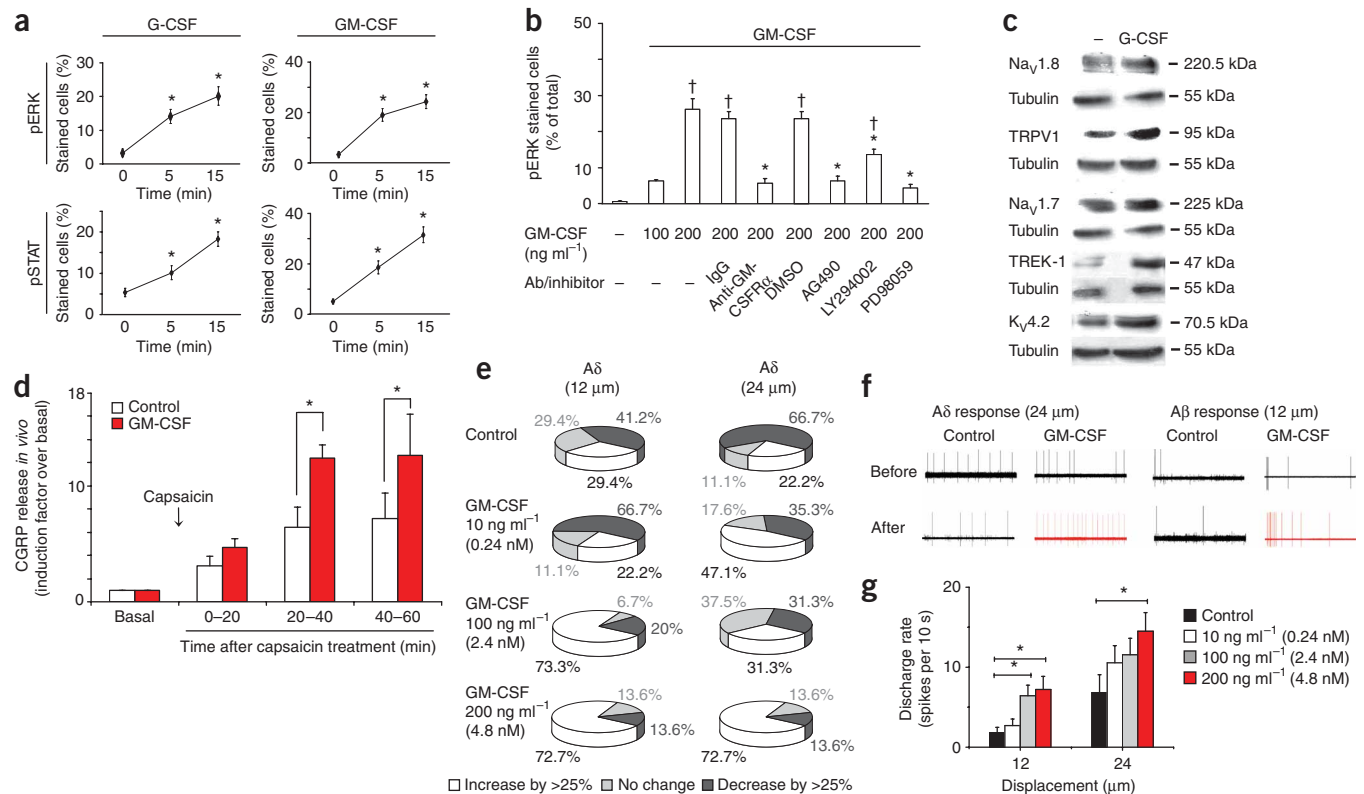 a
G-CSF
GM-CSF
pERK
Stained cells (%)
30
20
10
0
0 5 15
Time (min)
*
*
Stained cells (%)
40
20
0
0 5 15
Time (min)
*
*
pSTAT
Stained cells (%)
20
10
0
0 5 15
Time (min)
*
*
Stained cells (%)
40
20
0
0 5 15
Time (min)
*
*
b
GM-CSF
pERK stained cells
(% of total)
50
30
10
0
† † * † * † * *
GM-CSF
(ng ml–1)
– 100 200 200 200 200 200 200 200
Ab/inhibitor
– – – IgG Anti-GM-CSFRα DMSO AG490 LY294002 PD98059
c
– G-CSF
NaV1.8 – 220.5 kDa
Tubulin – 55 kDa
TRPV1 – 95 kDa
Tubulin – 55 kDa
NaV1.7 – 225 kDa
Tubulin – 55 kDa
TREK-1 – 47 kDa
Tubulin – 55 kDa
KV4.2 – 70.5 kDa
Tubulin – 55 kDa
d
CGRP release in vivo
(induction factor over basal)
18
13
8
3
0
Control
GM-CSF
Capsaicin
*
*
Basal 0–20 20–40 40–60
Time after capsaicin treatment (min)
e
Aδ
(12 μm)
Aδ
(24 μm)
Control
29.4% 41.2%
29.4%
66.7%
11.1% 22.2%
GM-CSF
10 ng ml–1
(0.24 nM)
66.7%
11.1% 22.2%
17.6% 35.3%
47.1%
GM-CSF
100 ng ml–1
(2.4 nM)
6.7%
20%
73.3%
37.5% 31.3%
31.3%
GM-CSF
200 ng ml–1
(4.8 nM)
13.6%
13.6%
72.7%
13.6%
13.6%
72.7%
Increase by >25% No change Decrease by >25%
f
Aδ response (24 μm)
Aβ response (12 μm)
Control GM-CSF Control GM-CSF
Before
After
g
Discharge rate
(spikes per 10 s)
20
10
0
*
*
*
12 24
Displacement (μm)
Control
10 ng ml–1 (0.24 nM)
100 ng ml–1 (2.4 nM)
200 ng ml–1 (4.8 nM)